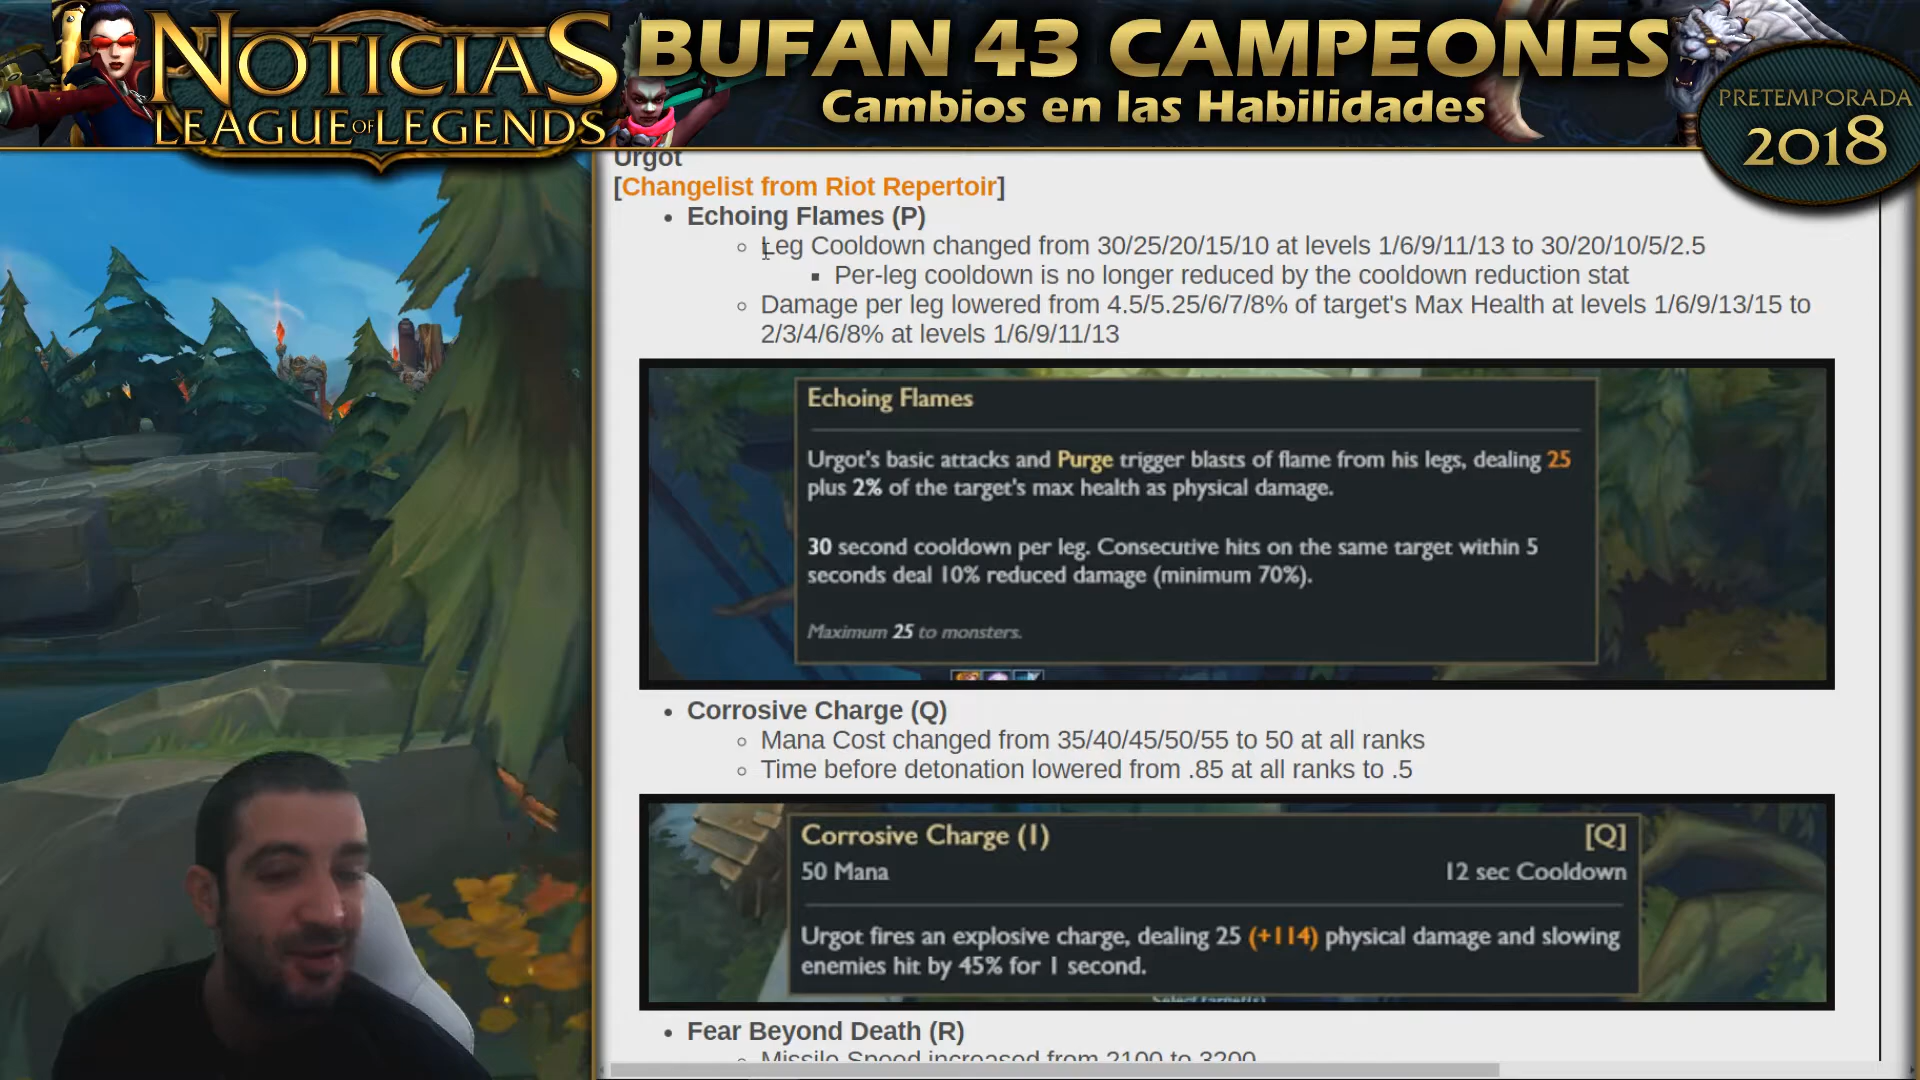 NOTICIAS
LEAGUE OF LEGENDS
BUFAN 43 CAMPEONES
Cambios en las Habilidades
PRETEMPORADA
2018
Urgot
[Changelist from Riot Repertoir]
Echoing Flames (P)
Leg Cooldown changed from 30/25/20/15/10 at levels 1/6/9/11/13 to 30/20/10/5/2.5
Per-leg cooldown is no longer reduced by the cooldown reduction stat
Damage per leg lowered from 4.5/5.25/6/7/8% of target's Max Health at levels 1/6/9/13/15 to
2/3/4/6/8% at levels 1/6/9/11/13
Echoing Flames
Urgot's basic attacks and Purge trigger blasts of flame from his legs, dealing 25
plus 2% of the target's max health as physical damage.
30 second cooldown per leg. Consecutive hits on the same target within 5
seconds deal 10% reduced damage (minimum 70%).
Maximum 25 to monsters.
Corrosive Charge (Q)
Mana Cost changed from 35/40/45/50/55 to 50 at all ranks
Time before detonation lowered from .85 at all ranks to .5
Corrosive Charge (1) [Q]
50 Mana 12 sec Cooldown
Urgot fires an explosive charge, dealing 25 (+114) physical damage and slowing
enemies hit by 45% for 1 second.
Select target(s)
Fear Beyond Death (R)
Missile Speed increased from 2100 to 3200